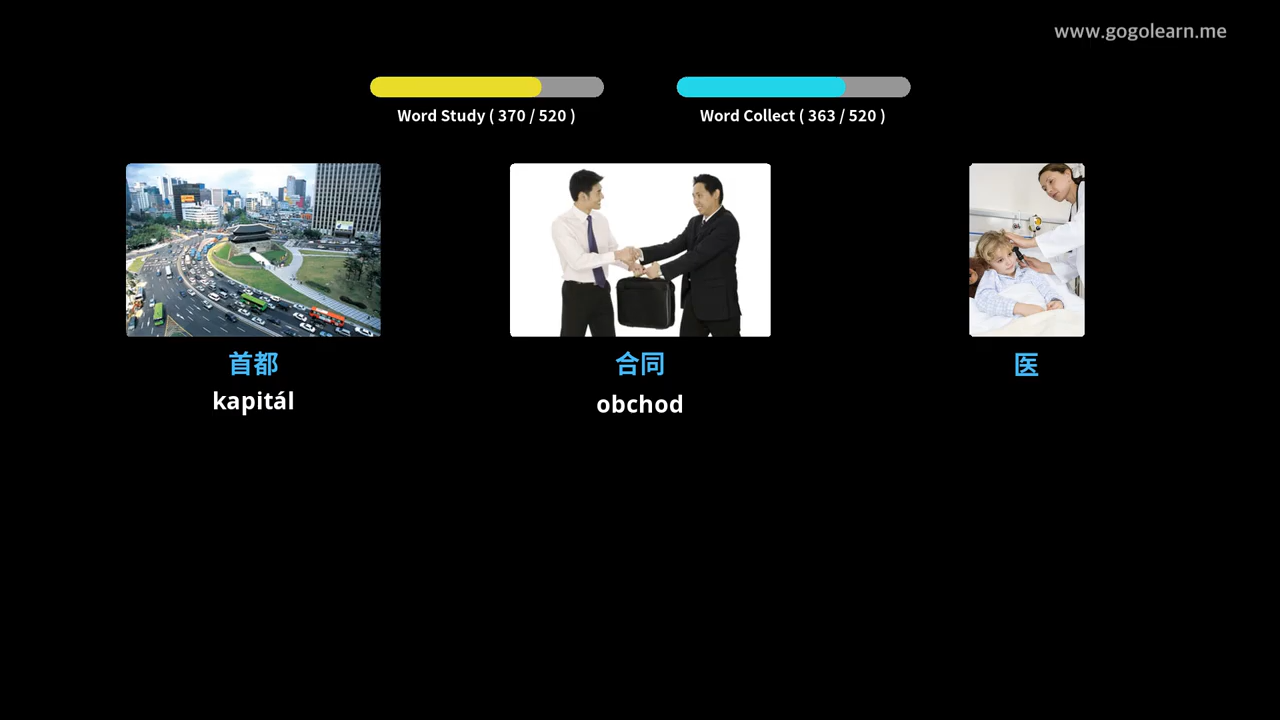 www.gogolearn.me
Word Study ( 370 / 520 )
Word Collect ( 363 / 520 )
首都
合同
医
kapitál
obchod